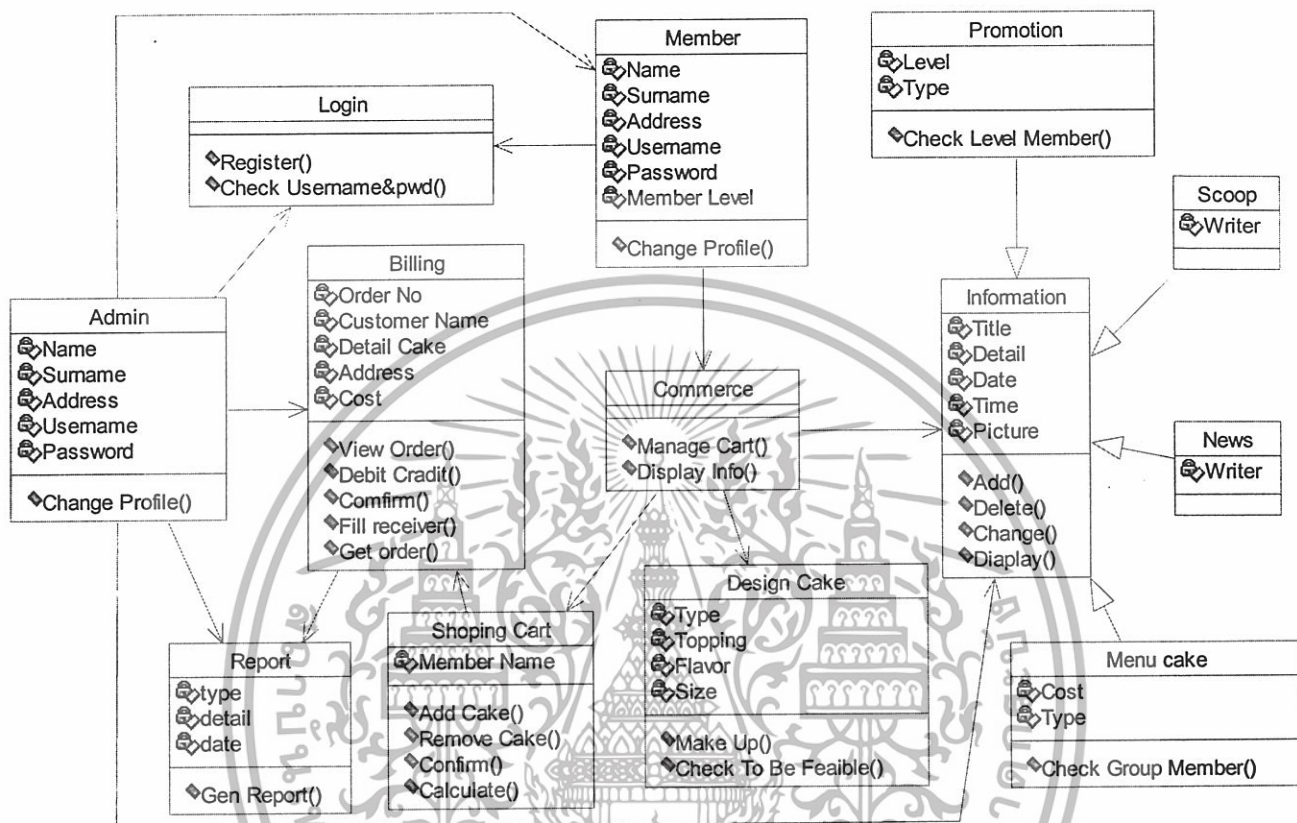 Member
Name
Surname
Address
Username
Password
Member Level
Change Profile()
Promotion
Level
Type
Check Level Member()
Login
Register()
Check Username&pwd()
Scoop
Writer
Billing
Order No
Customer Name
Detail Cake
Address
Cost
View Order()
Debit Cradit()
Comfirm()
Fill receiver()
Get order()
Information
Title
Detail
Date
Time
Picture
Add()
Delete()
Change()
Diaplay()
Admin
Name
Surname
Address
Username
Password
Change Profile()
Commerce
Manage Cart()
Display Info()
News
Writer
Design Cake
Type
Topping
Flavor
Size
Make Up()
Check To Be Feaible()
Shoping Cart
Member Name
Add Cake()
Remove Cake()
Confirm()
Calculate()
Report
type
detail
date
Gen Report()
Menu cake
Cost
Type
Check Group Member()